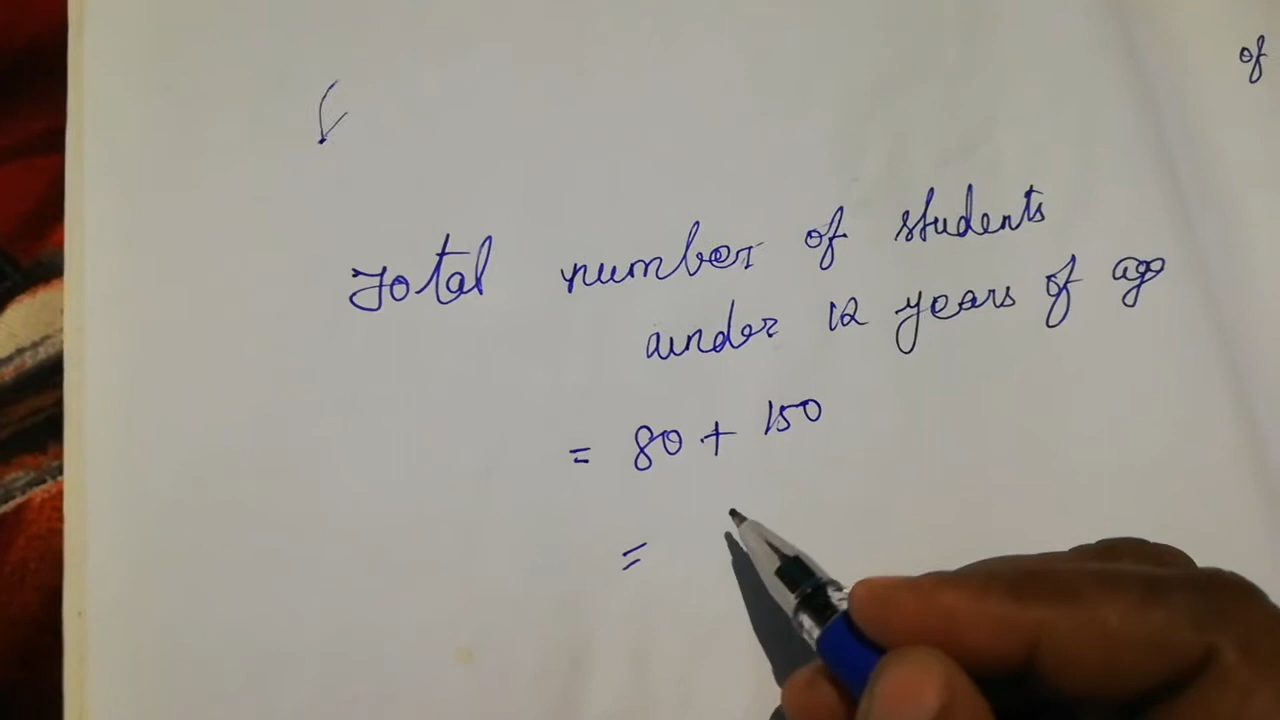 of
Total number of students
under 12 years of age
= 80 + 150
=